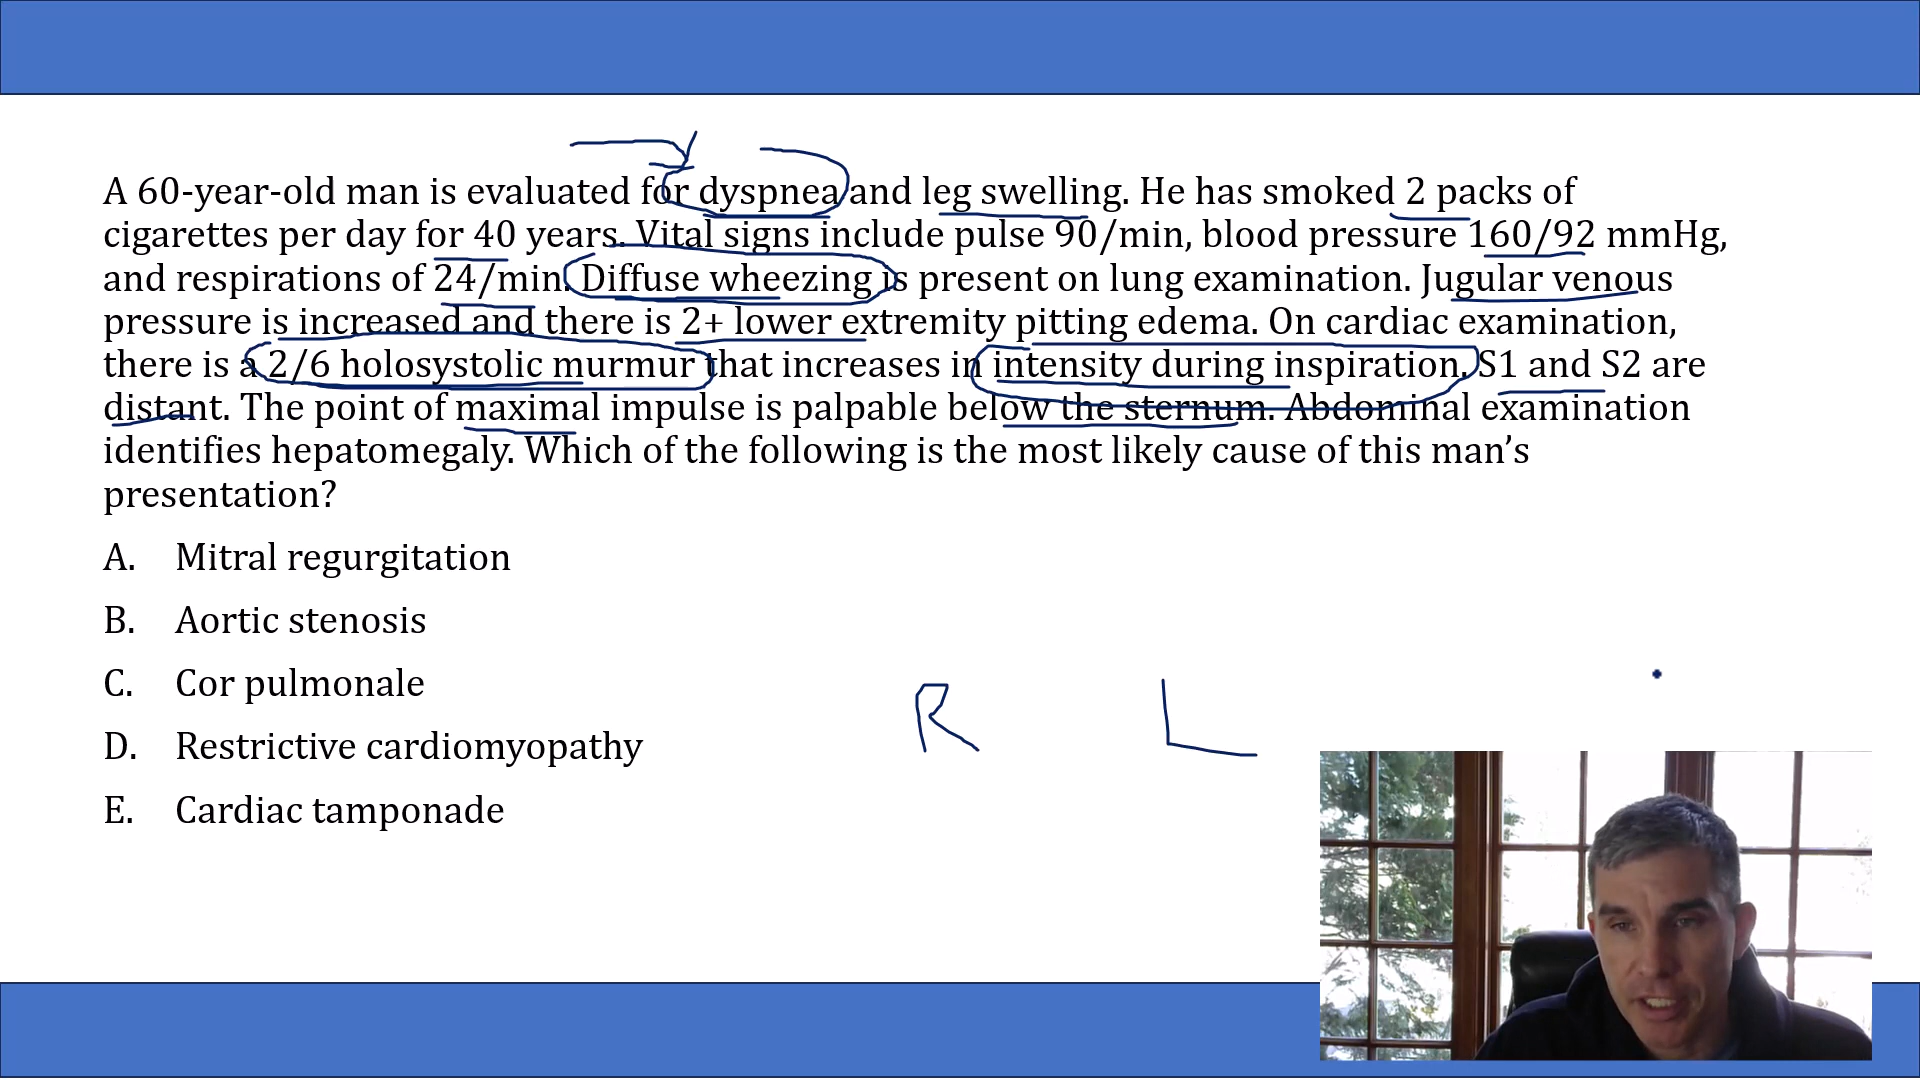 A 60-year-old man is evaluated for dyspnea and leg swelling. He has smoked 2 packs of
cigarettes per day for 40 years. Vital signs include pulse 90/min, blood pressure 160/92 mmHg,
and respirations of 24/min. Diffuse wheezing is present on lung examination. Jugular venous
pressure is increased and there is 2+ lower extremity pitting edema. On cardiac examination,
there is a 2/6 holosystolic murmur that increases in intensity during inspiration. S1 and S2 are
distant. The point of maximal impulse is palpable below the sternum. Abdominal examination
identifies hepatomegaly. Which of the following is the most likely cause of this man’s
presentation?
A. Mitral regurgitation
B. Aortic stenosis
C. Cor pulmonale
D. Restrictive cardiomyopathy
E. Cardiac tamponade
R L